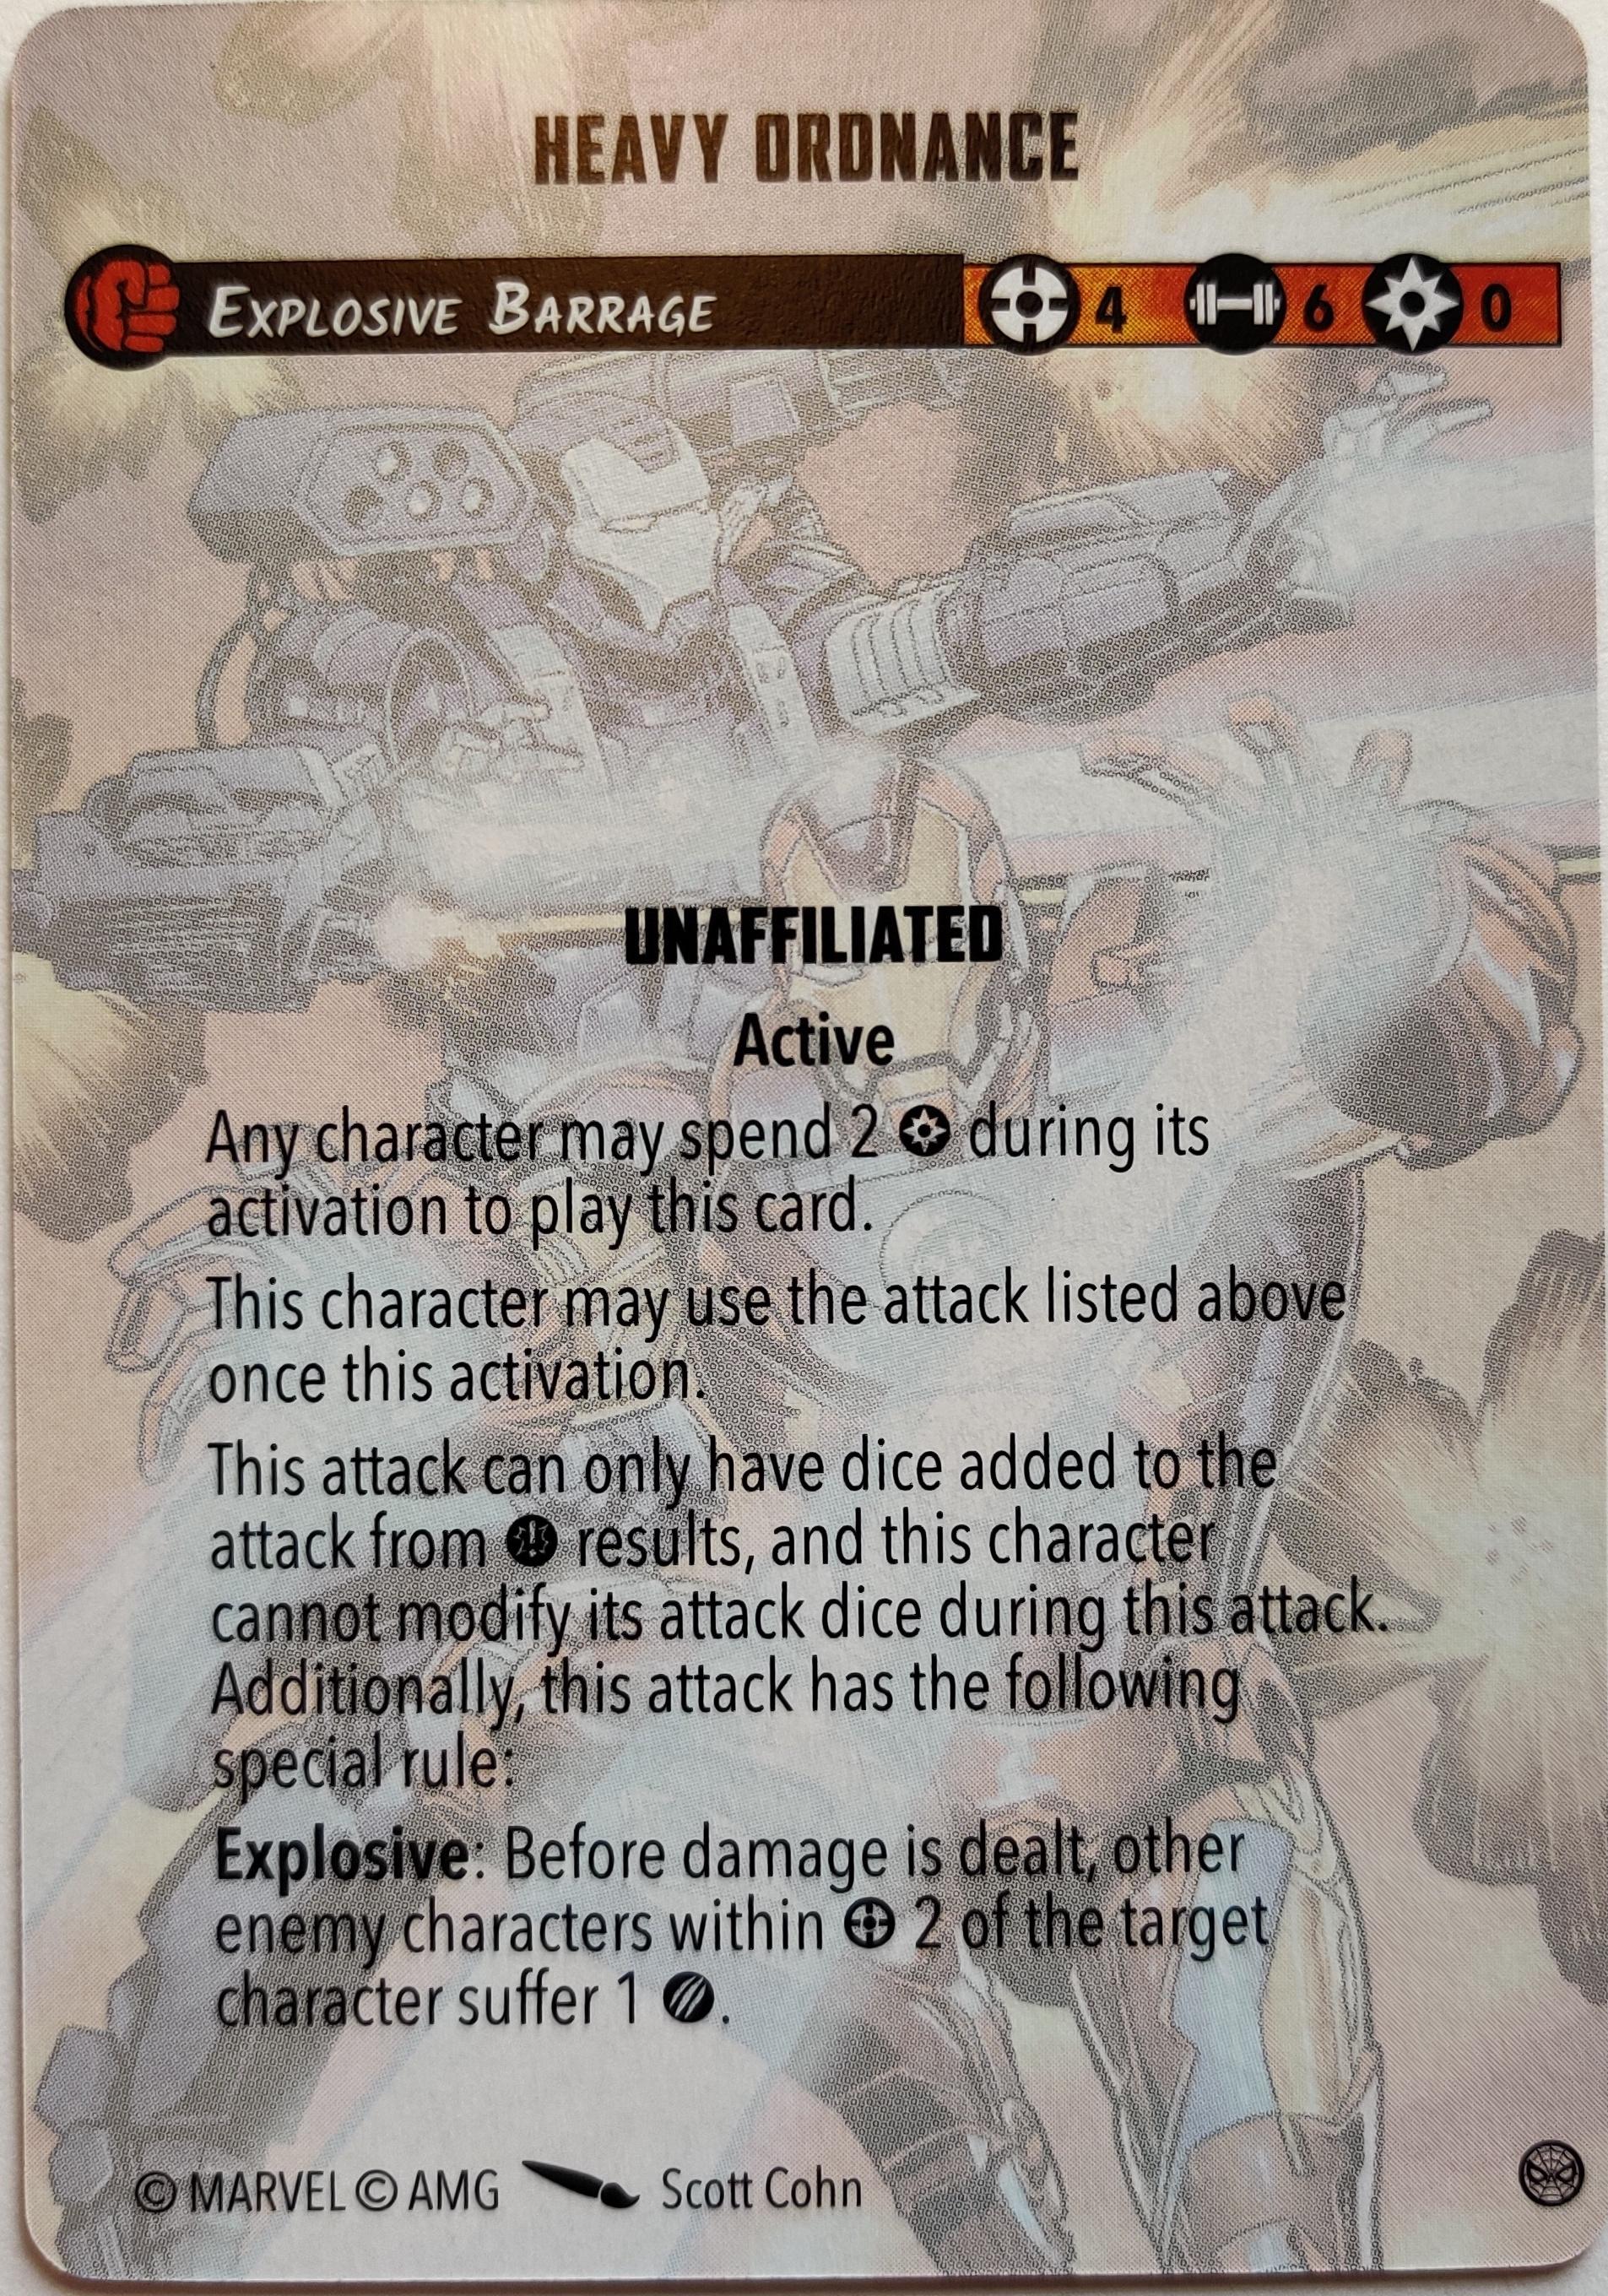 HEAVY ORDNANCE
EXPLOSIVE BARRAGE 4 6 0
UNAFFILIATED
Active
Any character may spend 2 during its
activation to play this card.
This character may use the attack listed above
once this activation.
This attack can only have dice added to the
attack from results, and this character
cannot modify its attack dice during this attack.
Additionally, this attack has the following
special rule:
Explosive: Before damage is dealt, other
enemy characters within 2 of the target
character suffer 1 .
© MARVEL © AMG Scott Cohn